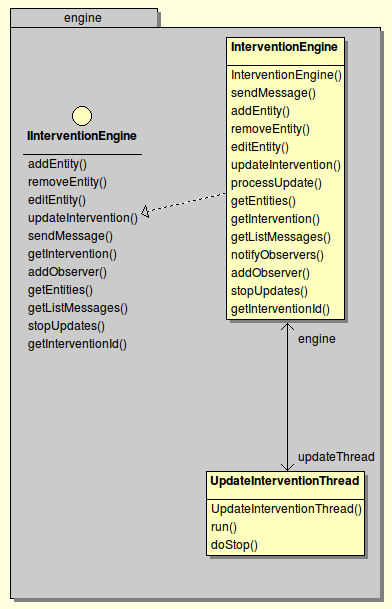 engine
IInterventionEngine
addEntity()
removeEntity()
editEntity()
updateIntervention()
sendMessage()
getIntervention()
addObserver()
getEntities()
getListMessages()
stopUpdates()
getInterventionId()
InterventionEngine
InterventionEngine()
sendMessage()
addEntity()
removeEntity()
editEntity()
updateIntervention()
processUpdate()
getEntities()
getIntervention()
getListMessages()
notifyObservers()
addObserver()
stopUpdates()
getInterventionId()
engine
updateThread
UpdateInterventionThread
UpdateInterventionThread()
run()
doStop()